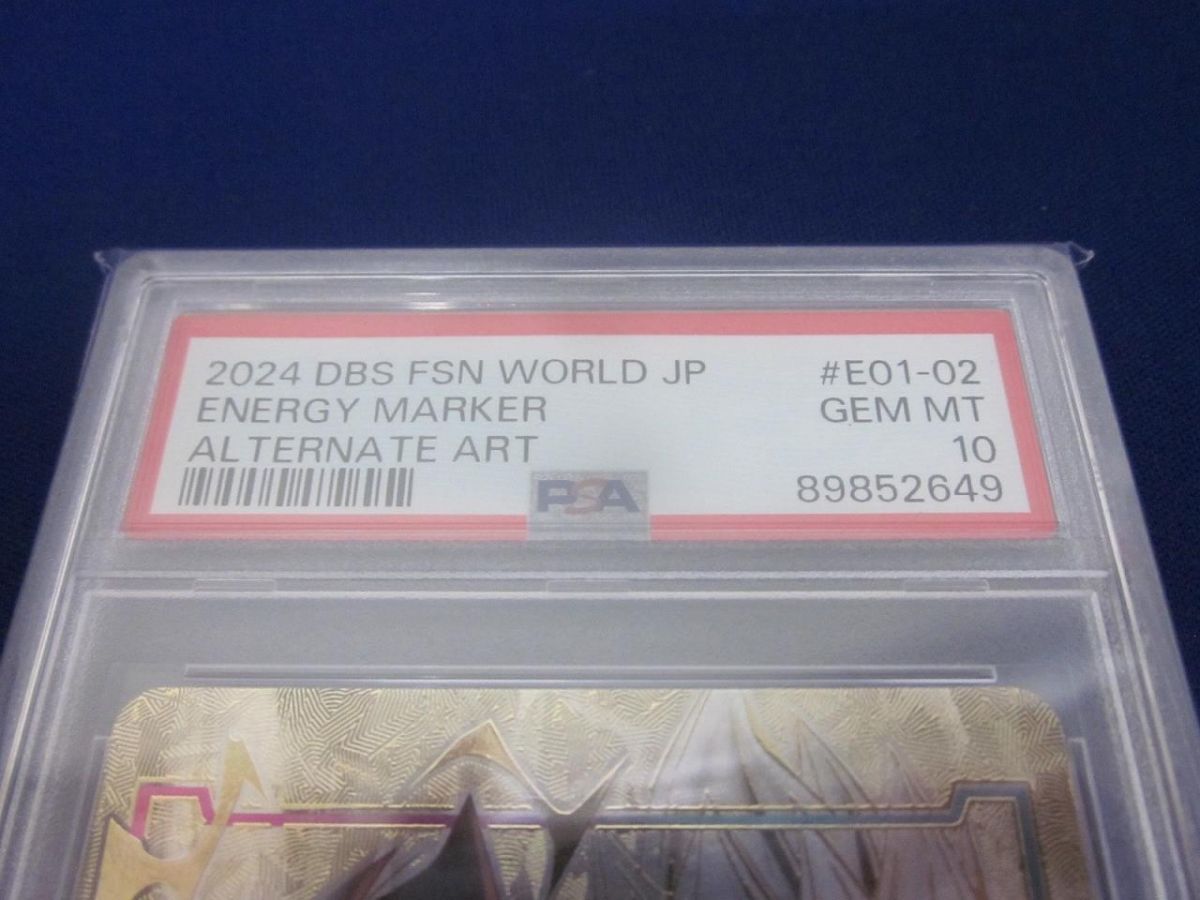 2024 DBS FSN WORLD JP #E01-02
ENERGY MARKER GEM MT
ALTERNATE ART 10
PSA 89852649